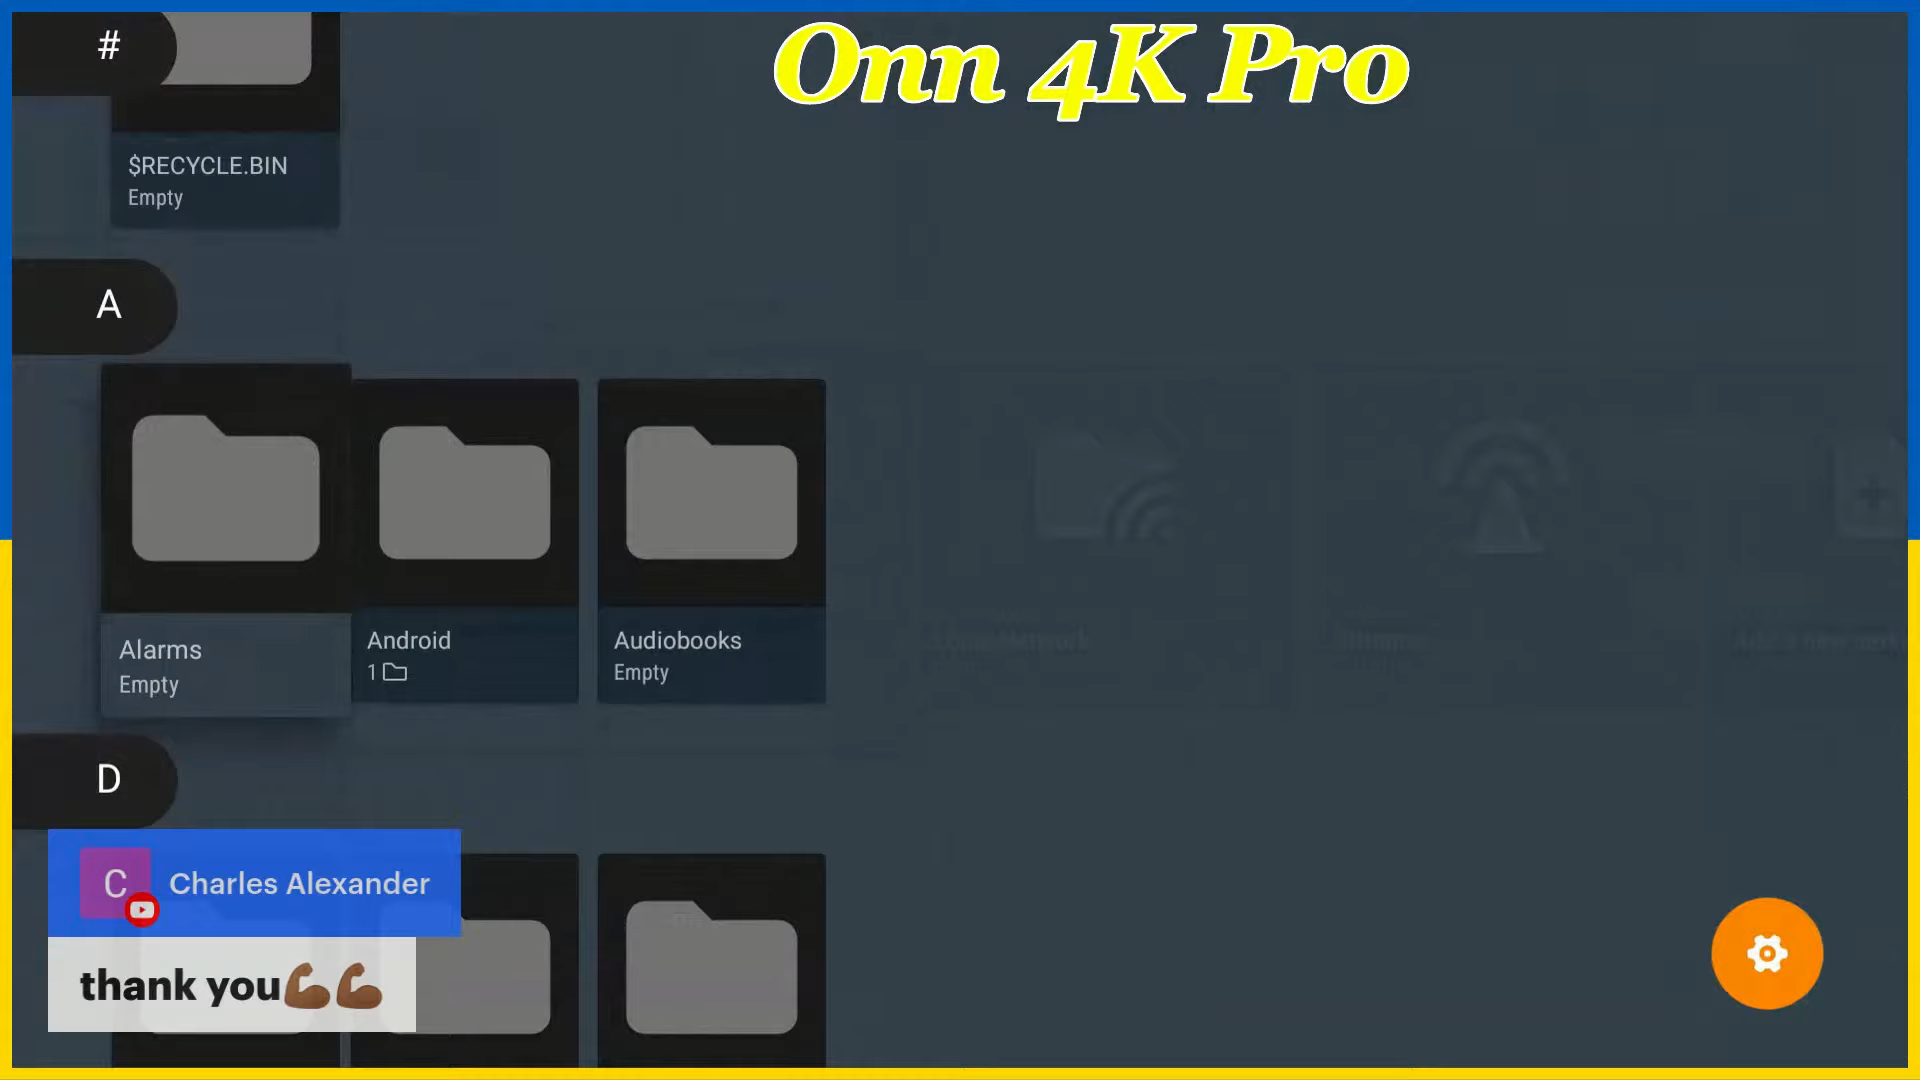 #
Onn 4K Pro
$RECYCLE.BIN
Empty
A
Alarms
Empty
Android
1
Audiobooks
Empty
D
C
Charles Alexander
thank you💪🏾💪🏾